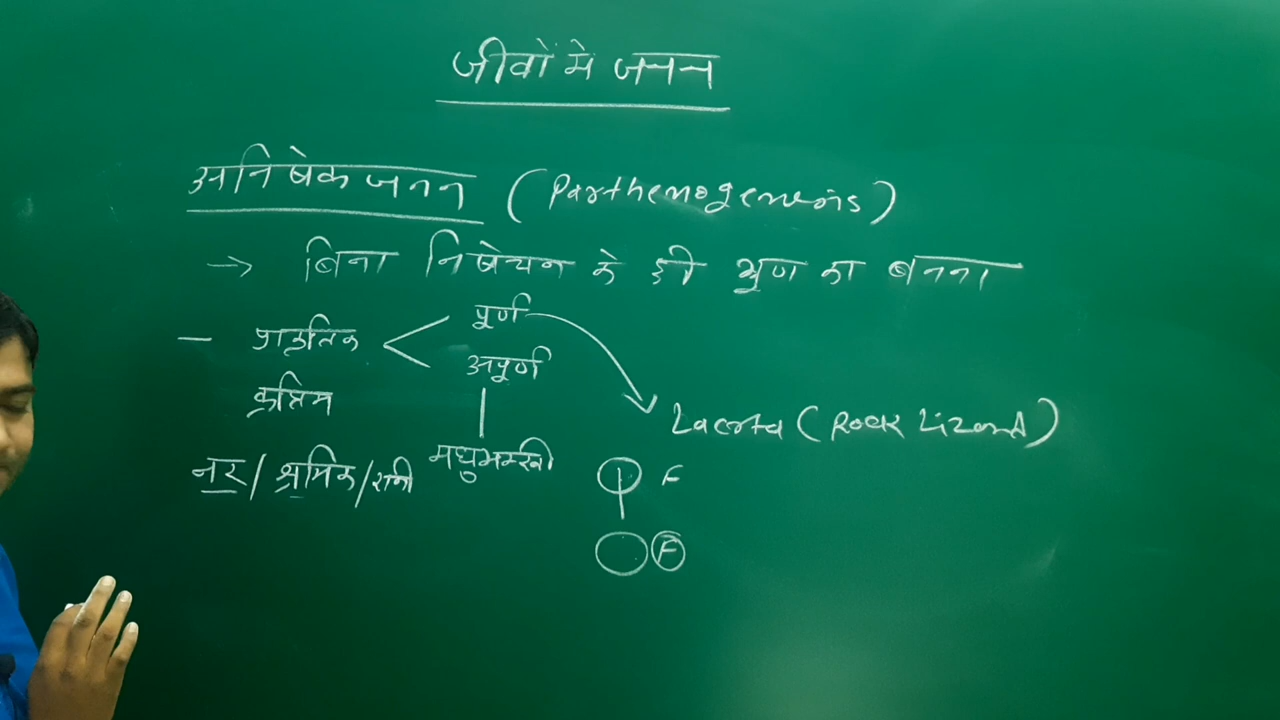 जीवों मे जनन
अनिषेक जनन (Parthenogenesis)
→ बिना निषेचन के ही भ्रूण का बनना
- प्राकृतिक < पूर्ण
अपूर्ण
कृत्रिम
Lacerta (Rock Lizard)
नर/श्रमिक/रानी मधुमक्खी
F
F